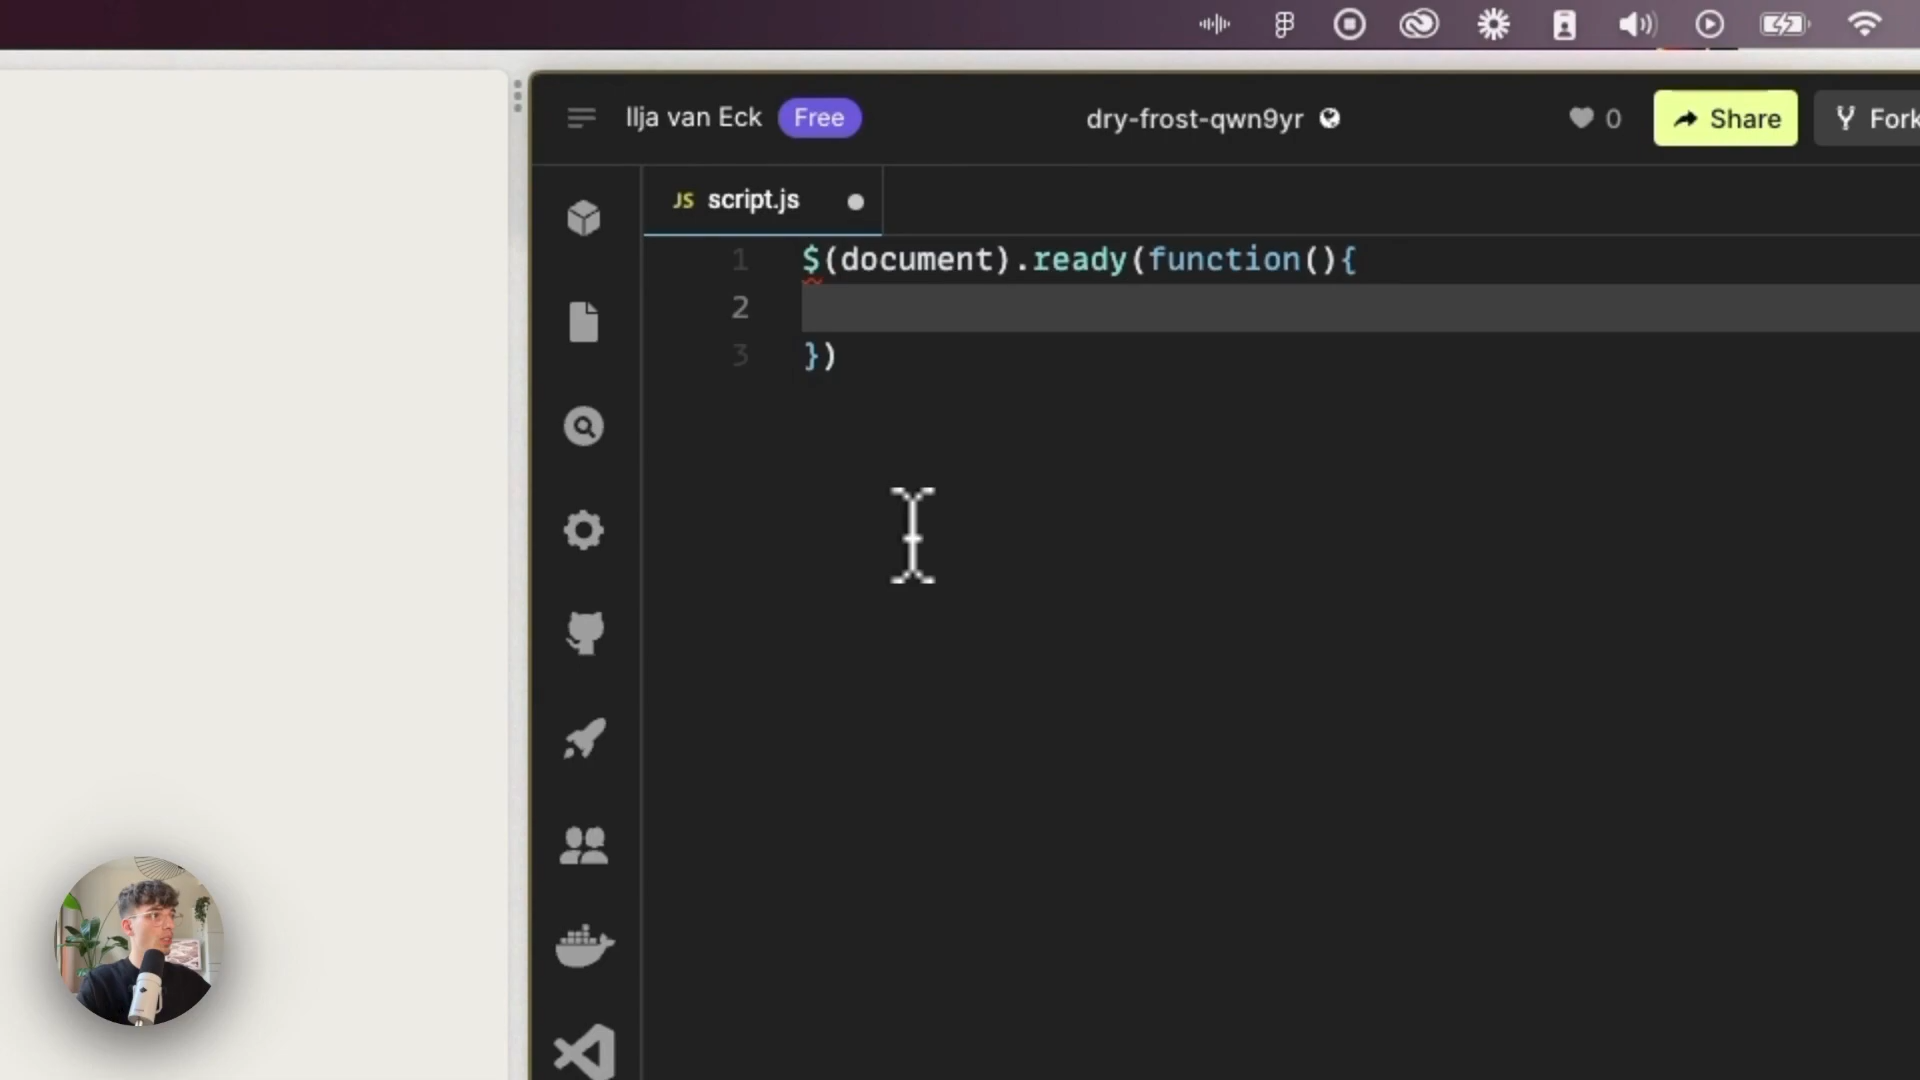 Ilja van Eck
Free
dry-frost-qwn9yr
0
Share
Fork
JS script.js
1 $(document).ready(function(){
2
3 })